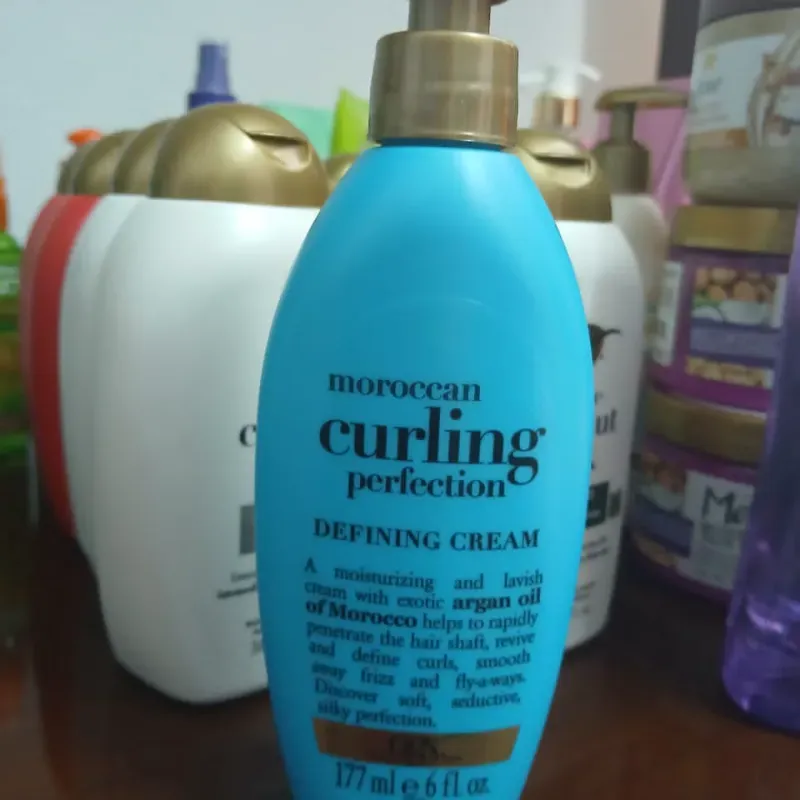 moroccan
curling
perfection
DEFINING CREAM
A moisturizing and lavish
cream with exotic argan oil
of Morocco helps to rapidly
penetrate the hair shaft, revive
and define curls, smooth
away frizz and fly-a-ways.
Discover soft, seductive,
silky perfection.
177 ml e 6 fl oz
c
ut
Mo